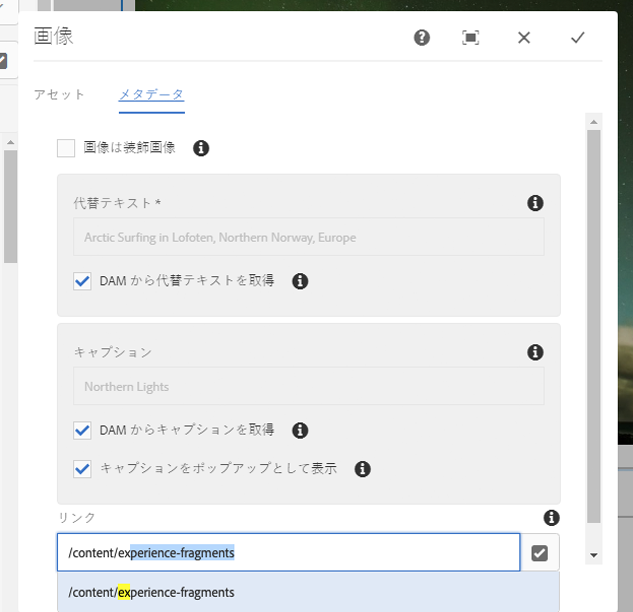 画像
アセット メタデータ
画像は装飾画像
代替テキスト *
Arctic Surfing in Lofoten, Northern Norway, Europe
DAM から代替テキストを取得
キャプション
Northern Lights
DAM からキャプションを取得
キャプションをポップアップとして表示
リンク
/content/experience-fragments
/content/experience-fragments